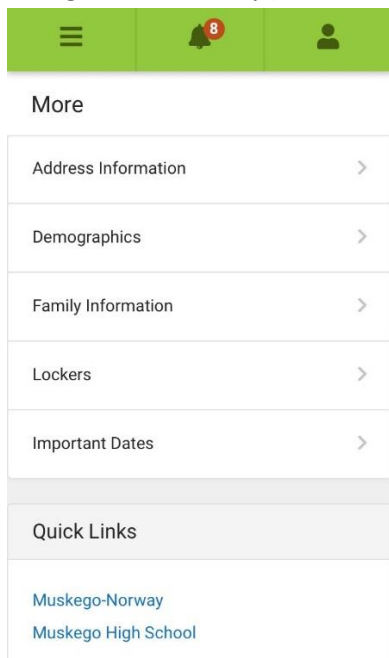 8
More
Address Information
Demographics
Family Information
Lockers
Important Dates
Quick Links
Muskego-Norway
Muskego High School